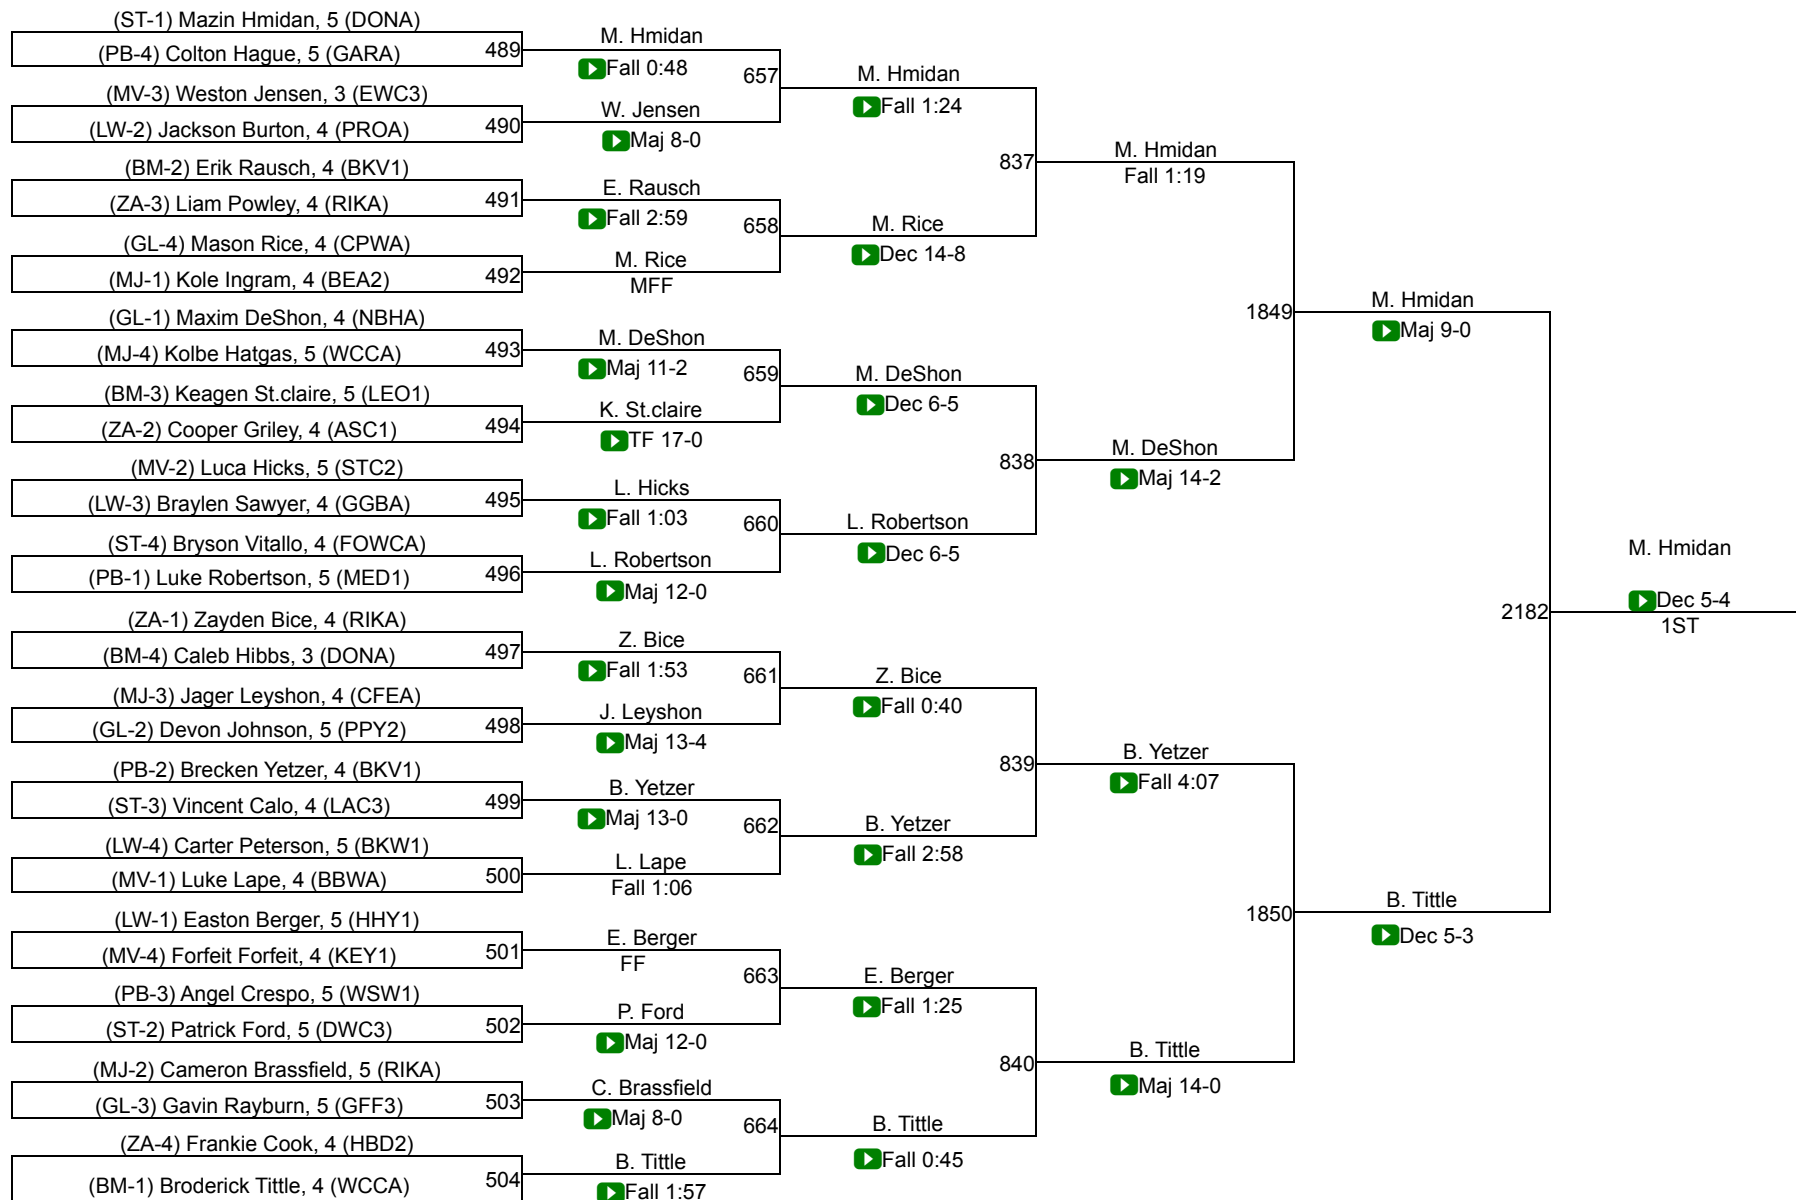 (ST-1) Mazin Hmidan, 5 (DONA)
(PB-4) Colton Hague, 5 (GARA)
489
(MV-3) Weston Jensen, 3 (EWC3)
(LW-2) Jackson Burton, 4 (PROA)
490
(BM-2) Erik Rausch, 4 (BKV1)
(ZA-3) Liam Powley, 4 (RIKA)
491
(GL-4) Mason Rice, 4 (CPWA)
(MJ-1) Kole Ingram, 4 (BEA2)
492
(GL-1) Maxim DeShon, 4 (NBHA)
(MJ-4) Kolbe Hatgas, 5 (WCCA)
493
(BM-3) Keagen St.claire, 5 (LEO1)
(ZA-2) Cooper Griley, 4 (ASC1)
494
(MV-2) Luca Hicks, 5 (STC2)
(LW-3) Braylen Sawyer, 4 (GGBA)
495
(ST-4) Bryson Vitallo, 4 (FOWCA)
(PB-1) Luke Robertson, 5 (MED1)
496
(ZA-1) Zayden Bice, 4 (RIKA)
(BM-4) Caleb Hibbs, 3 (DONA)
497
(MJ-3) Jager Leyshon, 4 (CFEA)
(GL-2) Devon Johnson, 5 (PPY2)
498
(PB-2) Brecken Yetzer, 4 (BKV1)
(ST-3) Vincent Calo, 4 (LAC3)
499
(LW-4) Carter Peterson, 5 (BKW1)
(MV-1) Luke Lape, 4 (BBWA)
500
(LW-1) Easton Berger, 5 (HHY1)
(MV-4) Forfeit Forfeit, 4 (KEY1)
501
(PB-3) Angel Crespo, 5 (WSW1)
(ST-2) Patrick Ford, 5 (DWC3)
502
(MJ-2) Cameron Brassfield, 5 (RIKA)
(GL-3) Gavin Rayburn, 5 (GFF3)
503
(ZA-4) Frankie Cook, 4 (HBD2)
(BM-1) Broderick Tittle, 4 (WCCA)
504
M. Hmidan
Fall 0:48
657
W. Jensen
Maj 8-0
E. Rausch
Fall 2:59
658
M. Rice
MFF
M. DeShon
Maj 11-2
659
K. St.claire
TF 17-0
L. Hicks
Fall 1:03
660
L. Robertson
Maj 12-0
Z. Bice
Fall 1:53
661
J. Leyshon
Maj 13-4
B. Yetzer
Maj 13-0
662
L. Lape
Fall 1:06
E. Berger
FF
663
P. Ford
Maj 12-0
C. Brassfield
Maj 8-0
664
B. Tittle
Fall 1:57
M. Hmidan
Fall 1:24
837
M. Rice
Dec 14-8
M. DeShon
Dec 6-5
838
L. Robertson
Dec 6-5
Z. Bice
Fall 0:40
839
B. Yetzer
Fall 2:58
E. Berger
Fall 1:25
840
B. Tittle
Fall 0:45
M. Hmidan
Fall 1:19
1849
M. DeShon
Maj 14-2
B. Yetzer
Fall 4:07
1850
B. Tittle
Maj 14-0
M. Hmidan
Maj 9-0
2182
B. Tittle
Dec 5-3
M. Hmidan
Dec 5-4
1ST